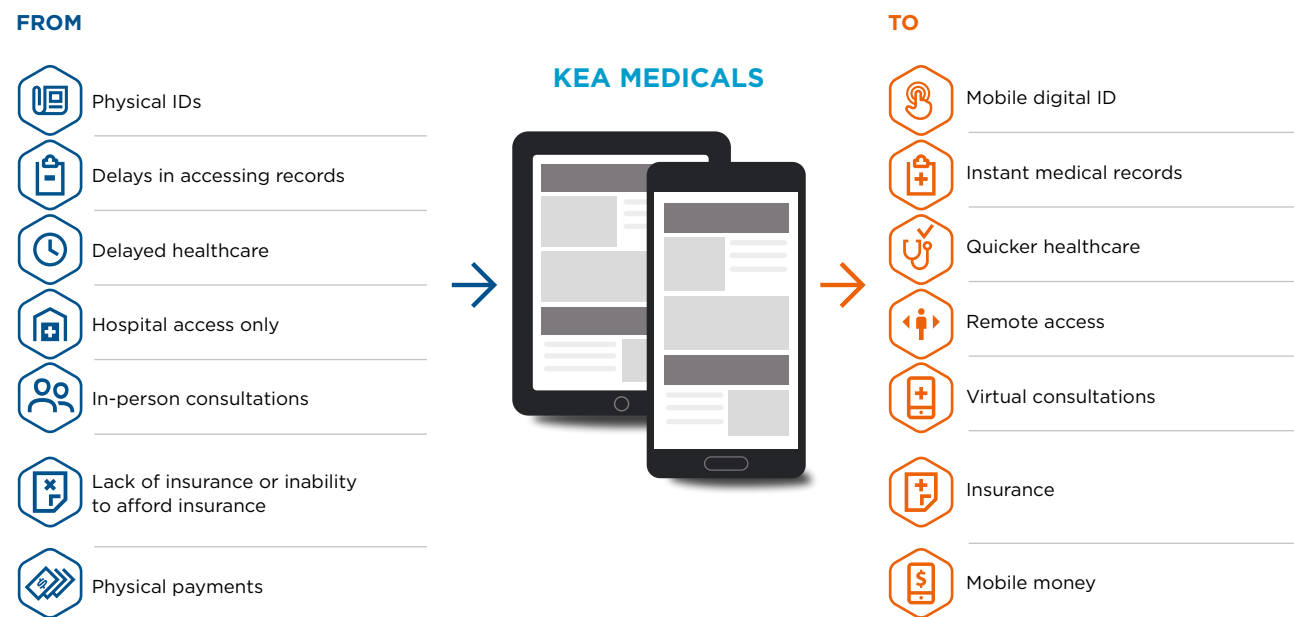 FROM
Physical IDs
Delays in accessing records
Delayed healthcare
Hospital access only
In-person consultations
Lack of insurance or inability
to afford insurance
Physical payments
KEA MEDICALS
TO
Mobile digital ID
Instant medical records
Quicker healthcare
Remote access
Virtual consultations
Insurance
Mobile money